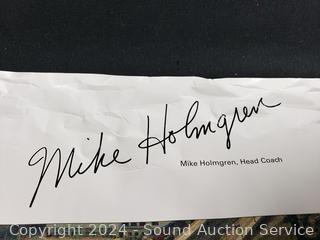 Mike Holmgren
Mike Holmgren, Head Coach
Copyright 2024 - Sound Auction Service